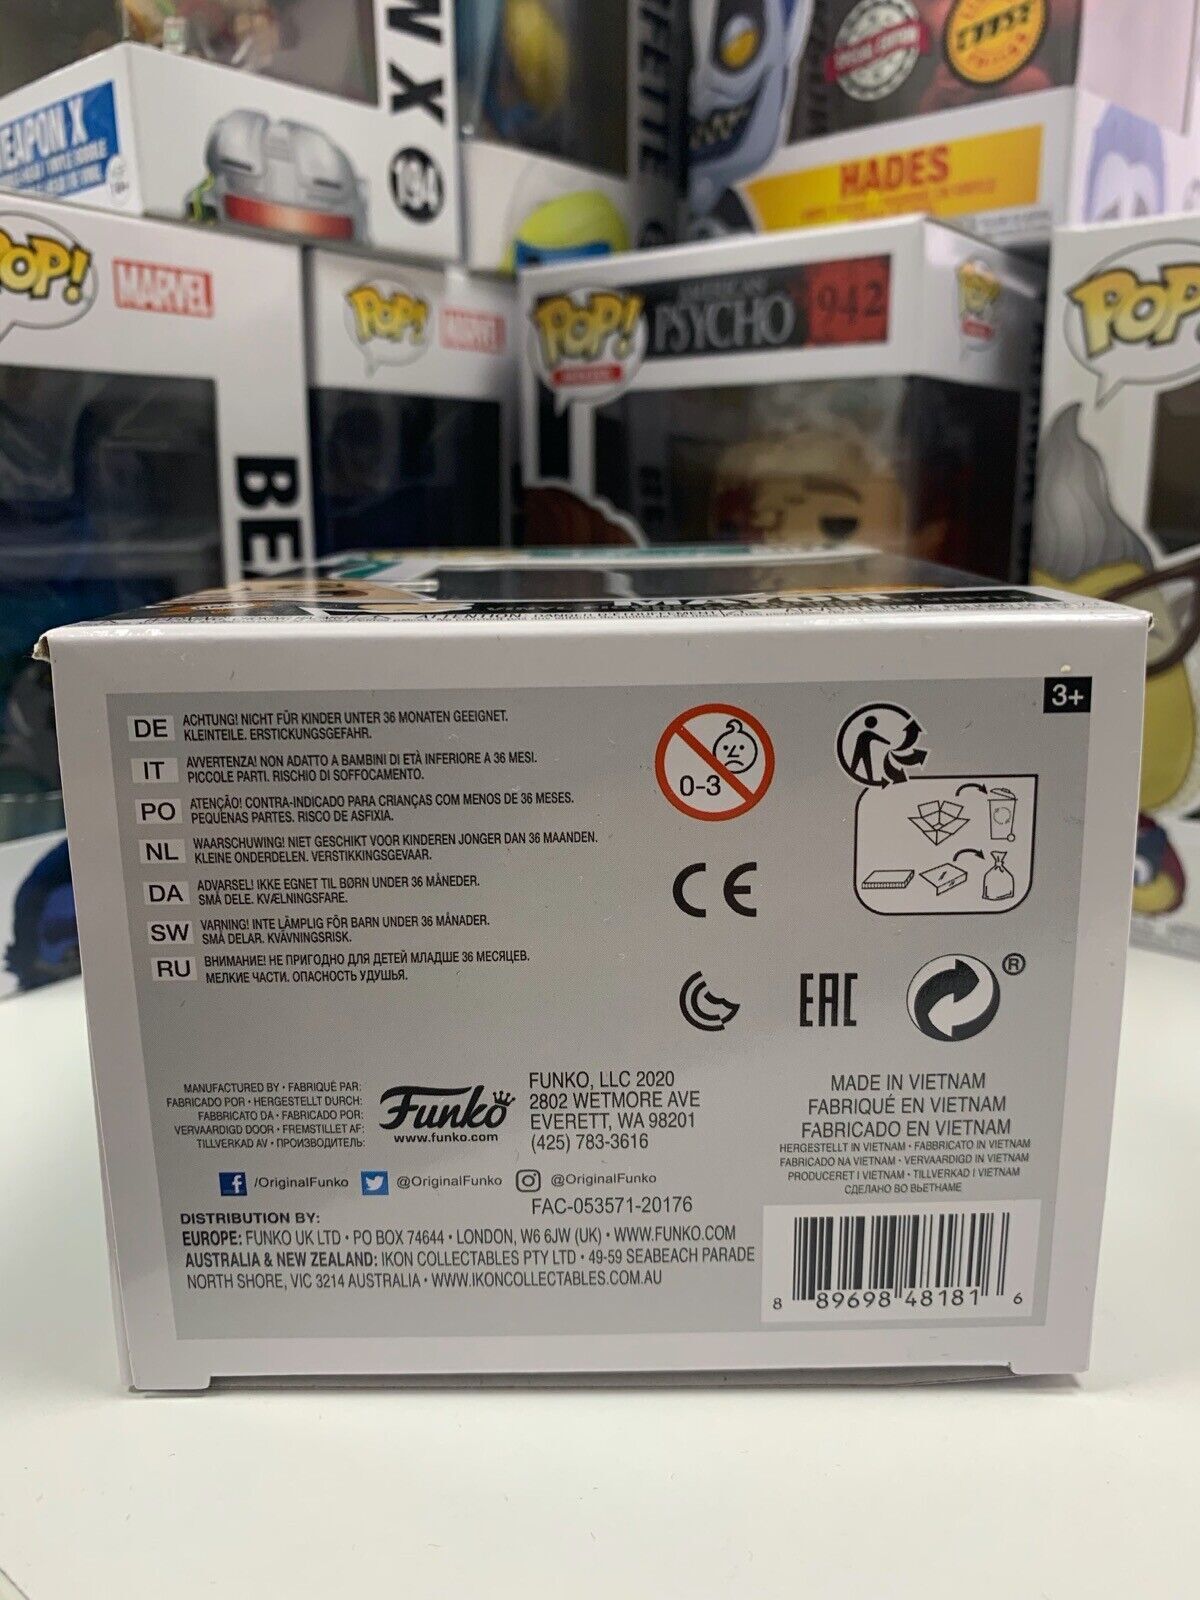 W X
194
EAPON X
SPECIAL EDITION
CHASE
HADES
POP!
MARVEL
POP!
MARVEL
POP!
AMERICAN
PSYCHO
942
POP!
BE
ATTENTION
3+
DE ACHTUNG! NICHT FÜR KINDER UNTER 36 MONATEN GEEIGNET.
KLEINTEILE. ERSTICKUNGSGEFAHR.
IT AVVERTENZA! NON ADATTO A BAMBINI DI ETÀ INFERIORE A 36 MESI.
PICCOLE PARTI. RISCHIO DI SOFFOCAMENTO.
PO ATENÇÃO! CONTRA-INDICADO PARA CRIANÇAS COM MENOS DE 36 MESES.
PEQUENAS PARTES. RISCO DE ASFIXIA.
NL WAARSCHUWING! NIET GESCHIKT VOOR KINDEREN JONGER DAN 36 MAANDEN.
KLEINE ONDERDELEN. VERSTIKKINGSGEVAAR.
DA ADVARSEL! IKKE EGNET TIL BØRN UNDER 36 MÅNEDER.
SMÅ DELE. KVÆLNINGSFARE.
SW VARNING! INTE LÄMPLIG FÖR BARN UNDER 36 MÅNADER.
SMÅ DELAR. KVÄVNINGSRISK.
RU ВНИМАНИЕ! НЕ ПРИГОДНО ДЛЯ ДЕТЕЙ МЛАДШЕ 36 МЕСЯЦЕВ.
МЕЛКИЕ ЧАСТИ. ОПАСНОСТЬ УДУШЬЯ.
0-3
CE
EAC
®
MANUFACTURED BY • FABRIQUÉ PAR:
FABRICADO POR • HERGESTELLT DURCH:
FABBRICATO DA • FABRICADO POR:
VERVAARDIGD DOOR • FREMSTILLET AF:
TILLVERKAD AV • ПРОИЗВОДИТЕЛЬ:
Funko
www.funko.com
FUNKO, LLC 2020
2802 WETMORE AVE
EVERETT, WA 98201
(425) 783-3616
MADE IN VIETNAM
FABRIQUÉ EN VIETNAM
FABRICADO EN VIETNAM
HERGESTELLT IN VIETNAM • FABBRICATO IN VIETNAM
FABRICADO NA VIETNAM • VERVAARDIGD IN VIETNAM
PRODUCERET I VIETNAM • TILLVERKAD I VIETNAM
СДЕЛАНО ВО ВЬЕТНАМЕ
f /OriginalFunko @OriginalFunko @OriginalFunko
FAC-053571-20176
DISTRIBUTION BY:
EUROPE: FUNKO UK LTD • PO BOX 74644 • LONDON, W6 6JW (UK) • WWW.FUNKO.COM
AUSTRALIA & NEW ZEALAND: IKON COLLECTABLES PTY LTD • 49-59 SEABEACH PARADE
NORTH SHORE, VIC 3214 AUSTRALIA • WWW.IKONCOLLECTABLES.COM.AU
8 89698 48181 6